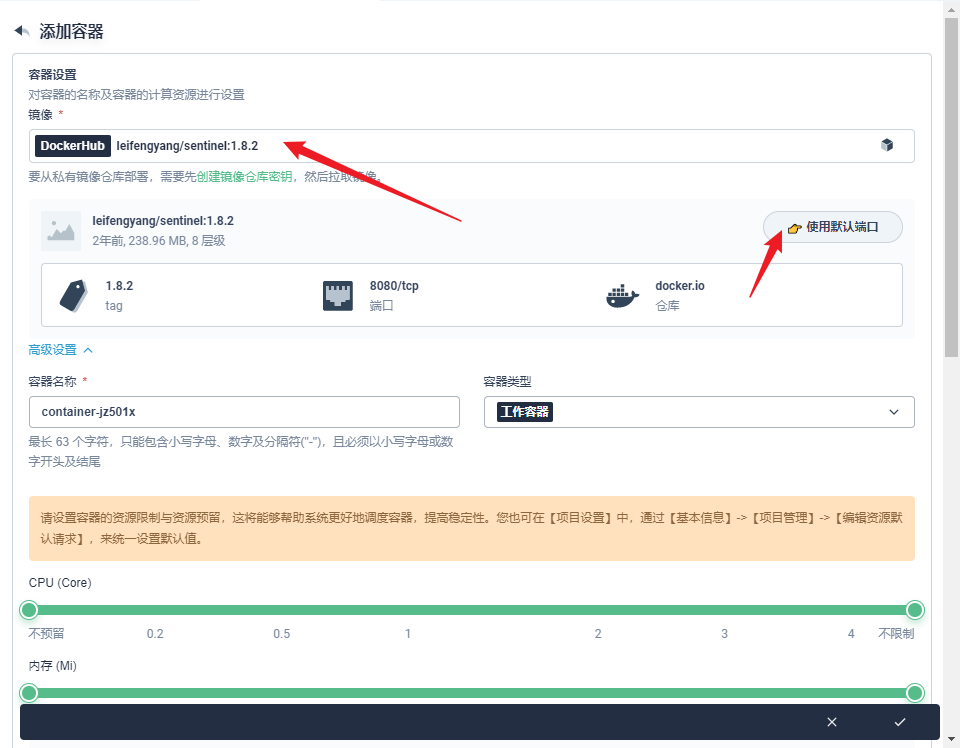 添加容器
容器设置
对容器的名称及容器的计算资源进行设置
镜像 *
DockerHub leifengyang/sentinel:1.8.2
要从私有镜像仓库部署，需要先创建镜像仓库密钥，然后拉取镜像。
leifengyang/sentinel:1.8.2
2年前, 238.96 MB, 8 层级
使用默认端口
1.8.2
tag
8080/tcp
端口
docker.io
仓库
高级设置
容器名称 *
容器类型
container-jz501x
工作容器
最长 63 个字符，只能包含小写字母、数字及分隔符("-")，且必须以小写字母或数
字开头及结尾
请设置容器的资源限制与资源预留，这将能够帮助系统更好地调度容器，提高稳定性。您也可在【项目设置】中，通过【基本信息】->【项目管理】->【编辑资源默
认请求】，来统一设置默认值。
CPU (Core)
不预留 0.2 0.5 1 2 3 4 不限制
内存 (Mi)